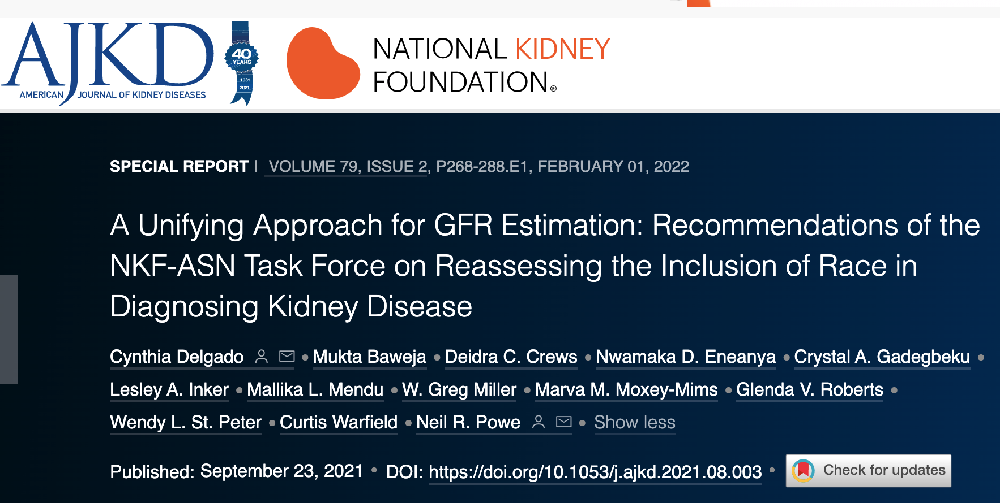 AJKD
AMERICAN JOURNAL OF KIDNEY DISEASES
40
YEARS
1981
2021
NATIONAL KIDNEY
FOUNDATION®
SPECIAL REPORT | VOLUME 79, ISSUE 2, P268-288.E1, FEBRUARY 01, 2022
A Unifying Approach for GFR Estimation: Recommendations of the
NKF-ASN Task Force on Reassessing the Inclusion of Race in
Diagnosing Kidney Disease
Cynthia Delgado • Mukta Baweja • Deidra C. Crews • Nwamaka D. Eneanya • Crystal A. Gadegbeku •
Lesley A. Inker • Mallika L. Mendu • W. Greg Miller • Marva M. Moxey-Mims • Glenda V. Roberts •
Wendy L. St. Peter • Curtis Warfield • Neil R. Powe • Show less
Published: September 23, 2021 • DOI: https://doi.org/10.1053/j.ajkd.2021.08.003 • Check for updates